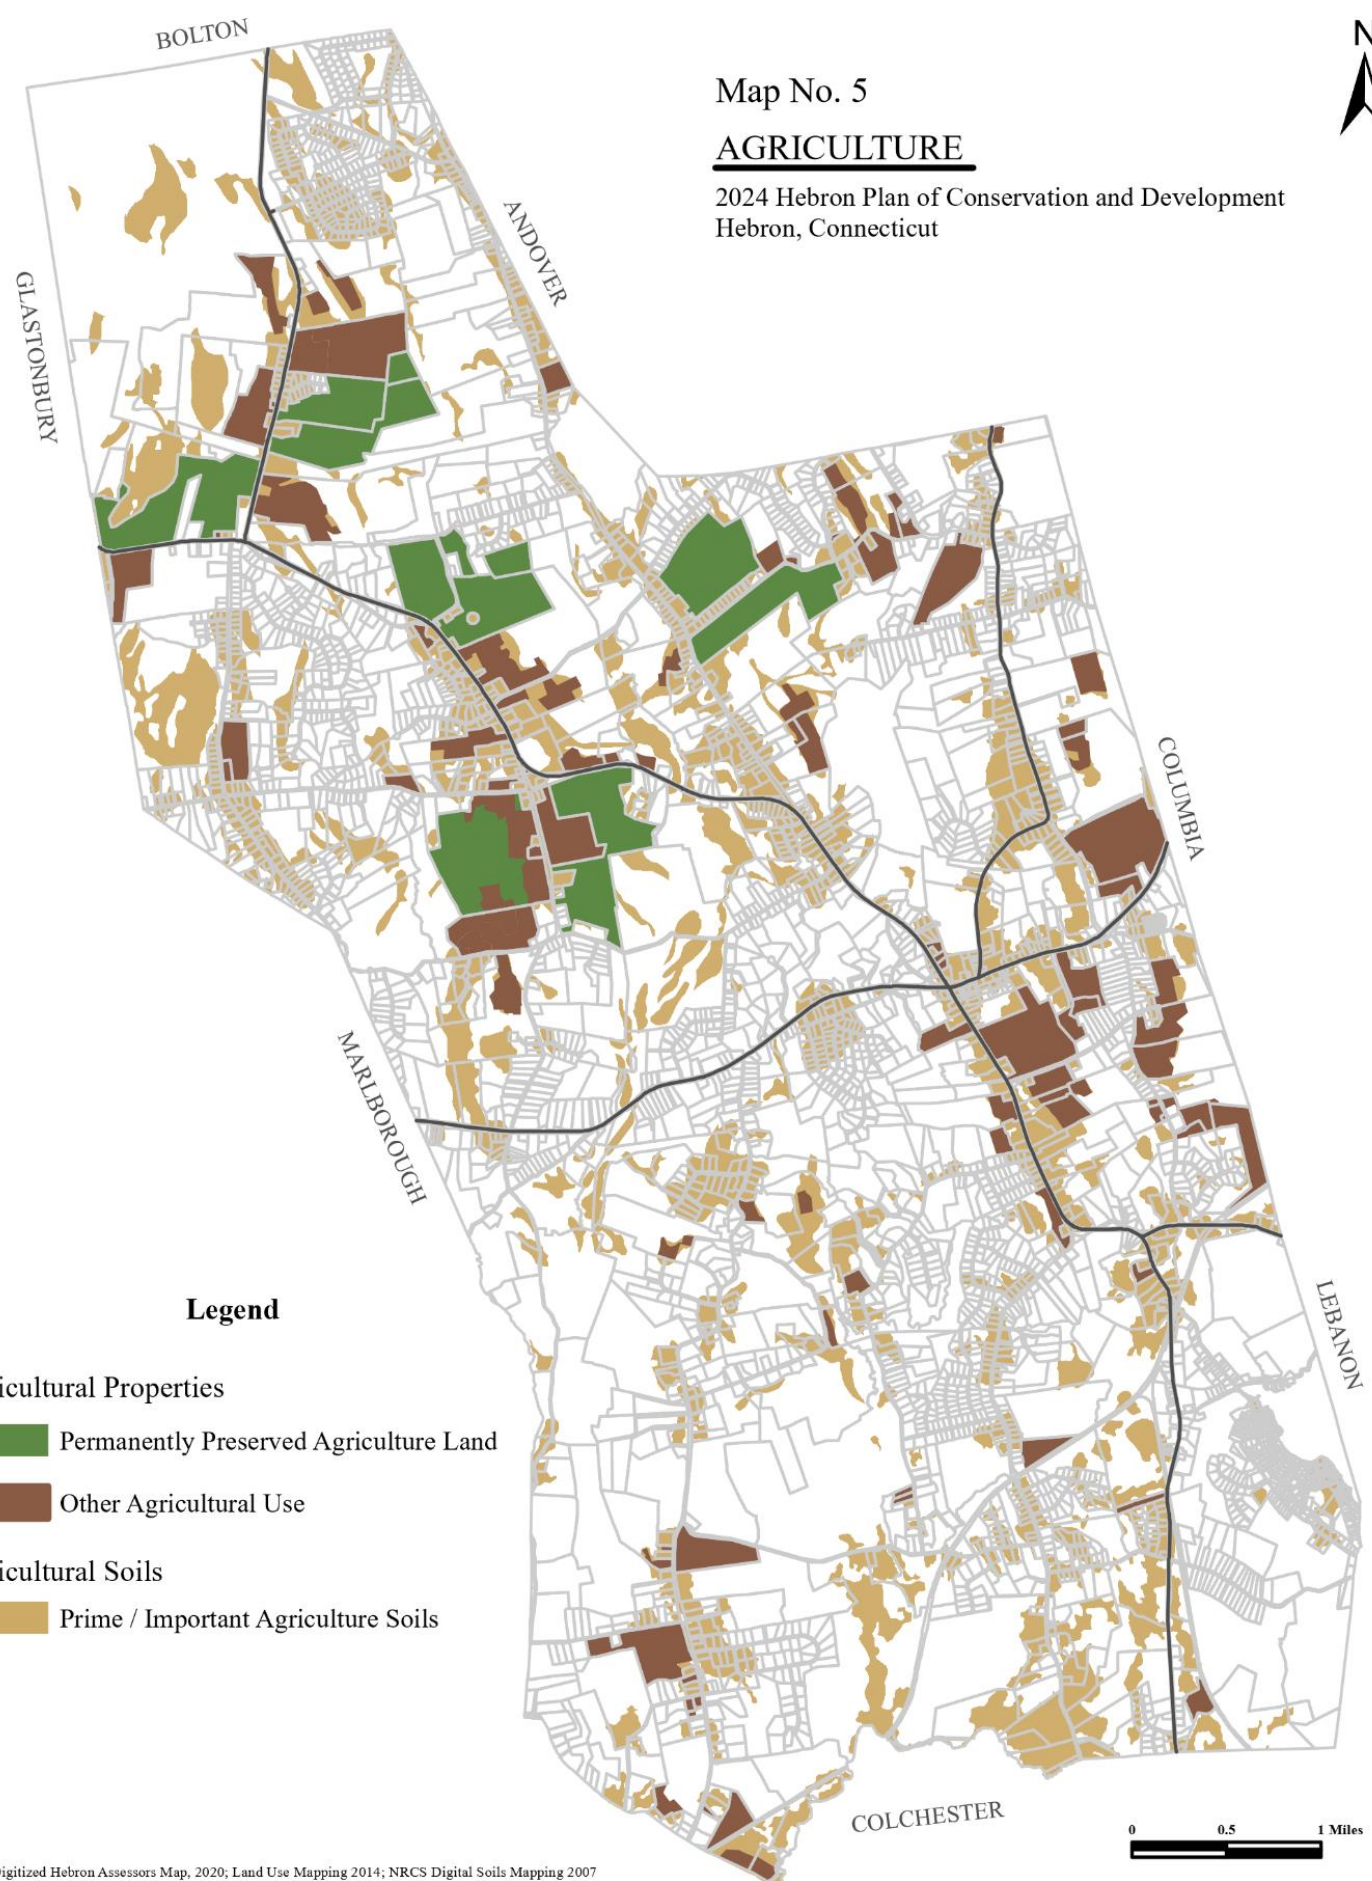 BOLTON
N
Map No. 5
AGRICULTURE
2024 Hebron Plan of Conservation and Development
Hebron, Connecticut
ANDOVER
GLASTONBURY
COLUMBIA
MARLBOROUGH
LEBANON
Legend
icultural Properties
Permanently Preserved Agriculture Land
Other Agricultural Use
icultural Soils
Prime / Important Agriculture Soils
COLCHESTER
0 0.5 1 Miles
Digitized Hebron Assessors Map, 2020; Land Use Mapping 2014; NRCS Digital Soils Mapping 2007